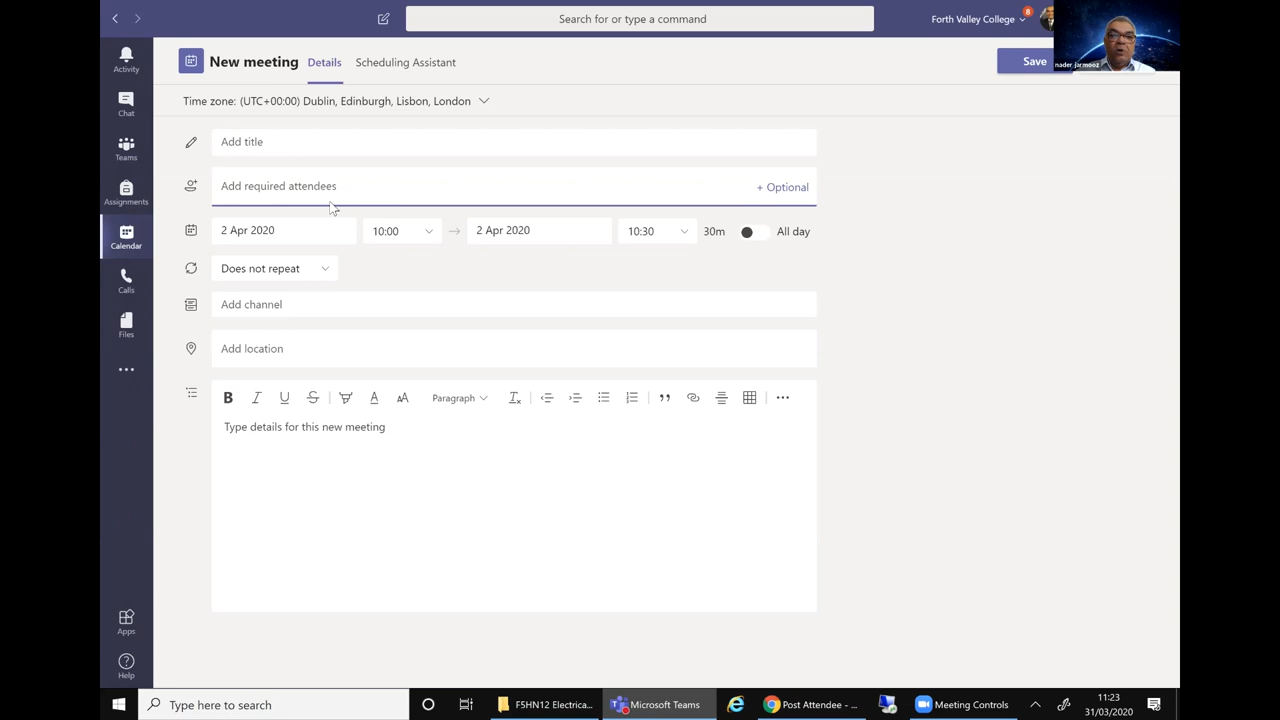 Search for or type a command
Forth Valley College
8
nader jarmooz
Activity
Chat
Teams
Assignments
Calendar
Calls
Files
Apps
Help
New meeting
Details
Scheduling Assistant
Save
Time zone: (UTC+00:00) Dublin, Edinburgh, Lisbon, London
Add title
Add required attendees
+ Optional
2 Apr 2020
10:00
2 Apr 2020
10:30
30m
All day
Does not repeat
Add channel
Add location
B I U S A AA Paragraph
Type details for this new meeting
Type here to search
F5HN12 Electrica...
Microsoft Teams
Post Attendee - ...
Meeting Controls
11:23
31/03/2020